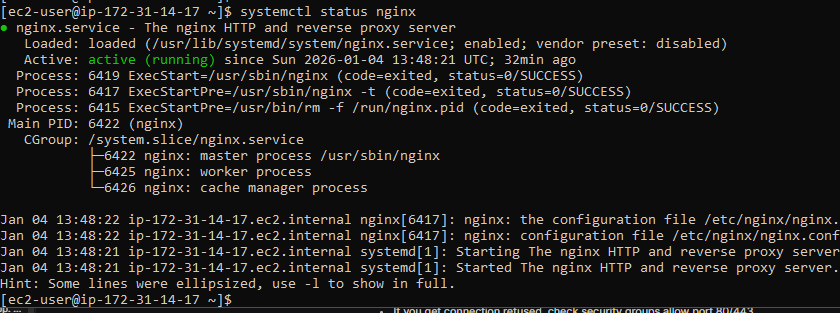 [ec2-user@ip-172-31-14-17 ~]$ systemctl status nginx
● nginx.service - The nginx HTTP and reverse proxy server
   Loaded: loaded (/usr/lib/systemd/system/nginx.service; enabled; vendor preset: disabled)
   Active: active (running) since Sun 2026-01-04 13:48:21 UTC; 32min ago
  Process: 6419 ExecStart=/usr/sbin/nginx (code=exited, status=0/SUCCESS)
  Process: 6417 ExecStartPre=/usr/sbin/nginx -t (code=exited, status=0/SUCCESS)
  Process: 6415 ExecStartPre=/usr/bin/rm -f /run/nginx.pid (code=exited, status=0/SUCCESS)
 Main PID: 6422 (nginx)
   CGroup: /system.slice/nginx.service
           ├─6422 nginx: master process /usr/sbin/nginx
           ├─6425 nginx: worker process
           └─6426 nginx: cache manager process
Jan 04 13:48:22 ip-172-31-14-17.ec2.internal nginx[6417]: nginx: the configuration file /etc/nginx/nginx.
Jan 04 13:48:22 ip-172-31-14-17.ec2.internal nginx[6417]: nginx: configuration file /etc/nginx/nginx.conf
Jan 04 13:48:21 ip-172-31-14-17.ec2.internal systemd[1]: Starting The nginx HTTP and reverse proxy server
Jan 04 13:48:21 ip-172-31-14-17.ec2.internal systemd[1]: Started The nginx HTTP and reverse proxy server.
Hint: Some lines were ellipsized, use -l to show in full.
[ec2-user@ip-172-31-14-17 ~]$
• If you get connection refused, check security groups allow port 80/443